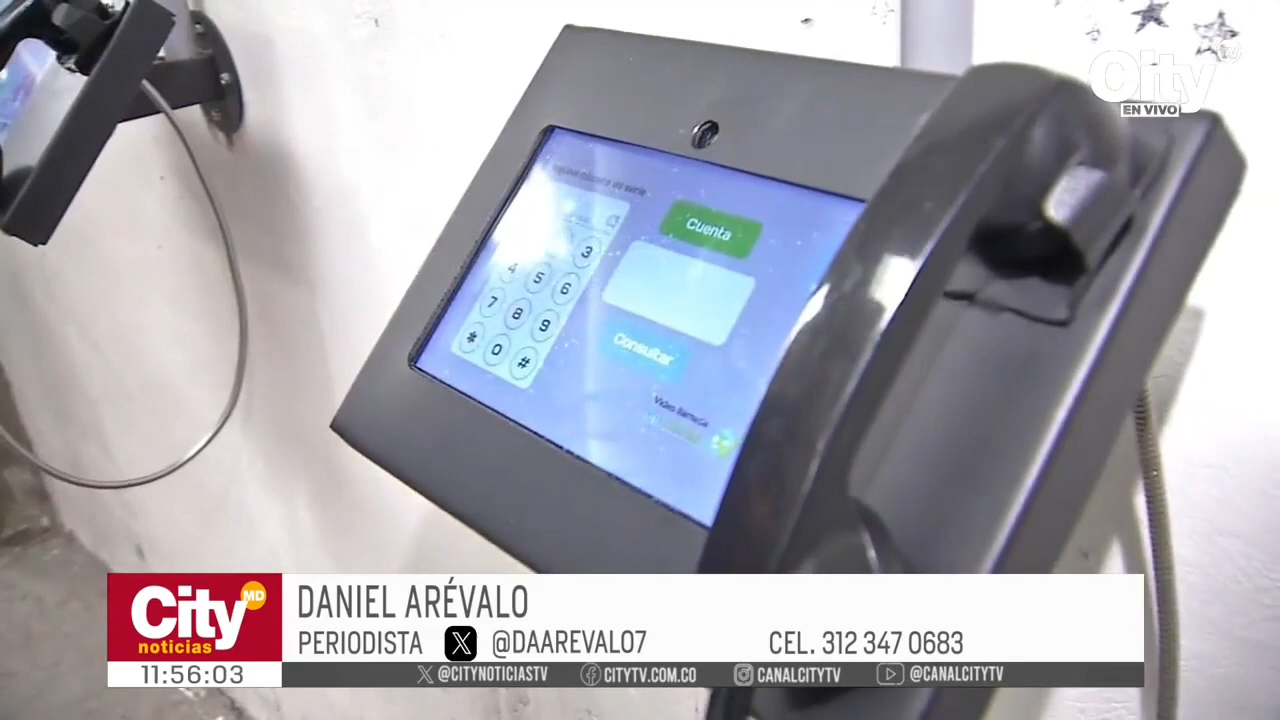 City tv
EN VIVO
Cuenta
3
4 5 6
7 8 9
* 0 #
Consultar
Video llamada
City MD
noticias
11:56:03
DANIEL ARÉVALO
PERIODISTA X @DAAREVALO7 CEL. 312 347 0683
@CITYNOTICIASTV CITYTV.COM.CO CANALCITYTV @CANALCITYTV